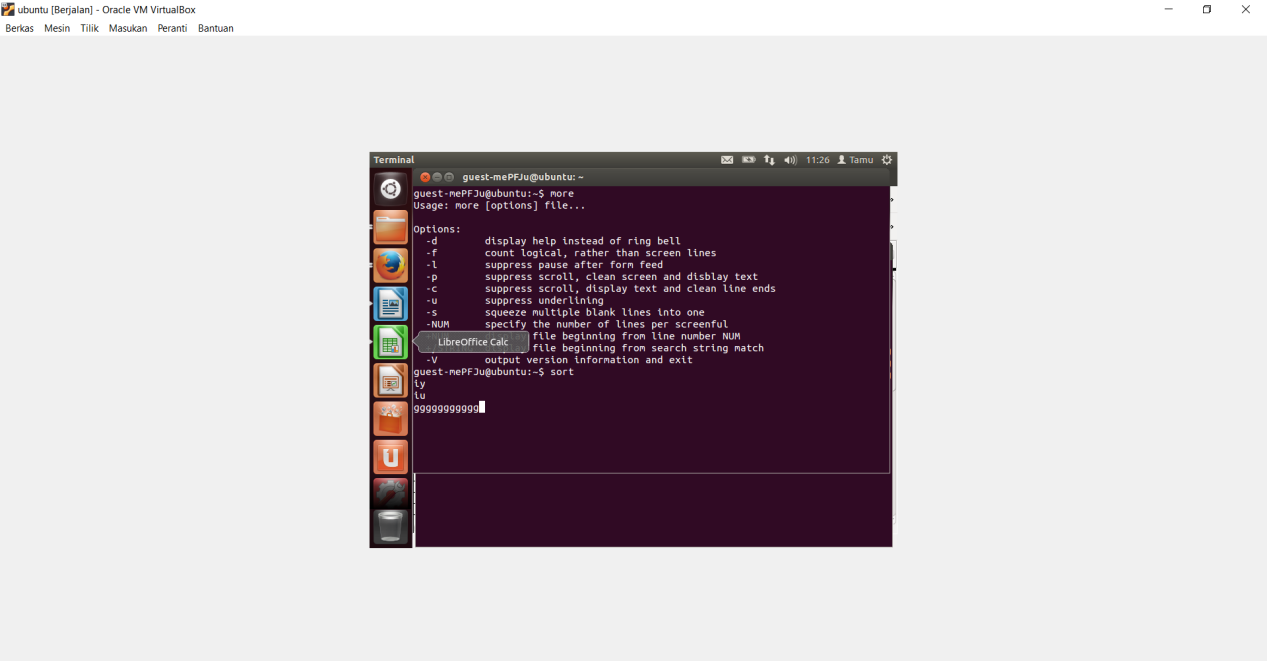 ubuntu [Berjalan] - Oracle VM VirtualBox
Berkas Mesin Tilik Masukan Peranti Bantuan
Terminal 11:26 Tamu
guest-mePFJu@ubuntu: ~
guest-mePFJu@ubuntu:~$ more
Usage: more [options] file...
Options:
-d display help instead of ring bell
-f count logical, rather than screen lines
-l suppress pause after form feed
-p suppress scroll, clean screen and disblay text
-c suppress scroll, display text and clean line ends
-u suppress underlining
-s squeeze multiple blank lines into one
-NUM specify the number of lines per screenful
file beginning from line number NUM
LibreOffice Calc
file beginning from search string match
-V output version information and exit
guest-mePFJu@ubuntu:~$ sort
iy
iu
ggggggggggg